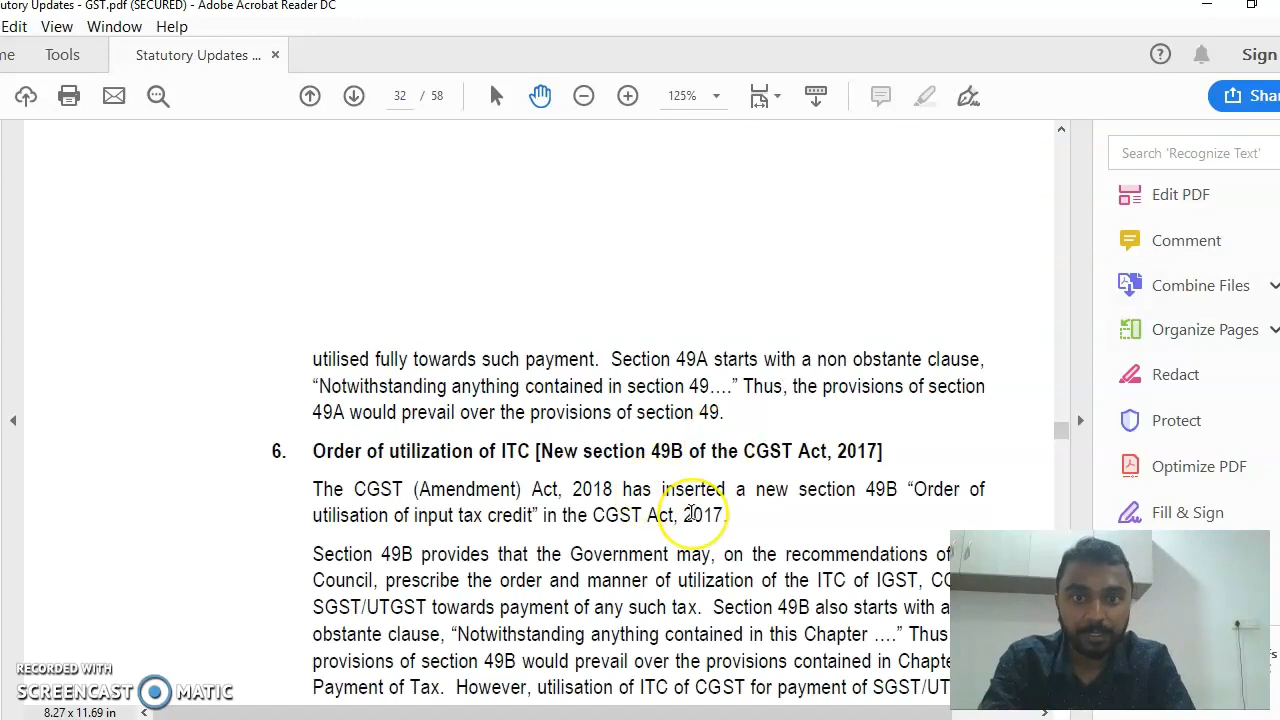 tutory Updates - GST.pdf (SECURED) - Adobe Acrobat Reader DC
Edit View Window Help
me Tools Statutory Updates ... × Sign
32 / 58 125% Shar
Search 'Recognize Text'
Edit PDF
Comment
Combine Files
Organize Pages
Redact
Protect
Optimize PDF
Fill & Sign
utilised fully towards such payment. Section 49A starts with a non obstante clause,
“Notwithstanding anything contained in section 49....” Thus, the provisions of section
49A would prevail over the provisions of section 49.
6. Order of utilization of ITC [New section 49B of the CGST Act, 2017]
The CGST (Amendment) Act, 2018 has inserted a new section 49B “Order of
utilisation of input tax credit” in the CGST Act, 2017.
Section 49B provides that the Government may, on the recommendations of
Council, prescribe the order and manner of utilization of the ITC of IGST, CG
SGST/UTGST towards payment of any such tax. Section 49B also starts with a
obstante clause, “Notwithstanding anything contained in this Chapter ....” Thus
provisions of section 49B would prevail over the provisions contained in Chapte
Payment of Tax. However, utilisation of ITC of CGST for payment of SGST/UT
RECORDED WITH
SCREENCAST MATIC
8.27 x 11.69 in